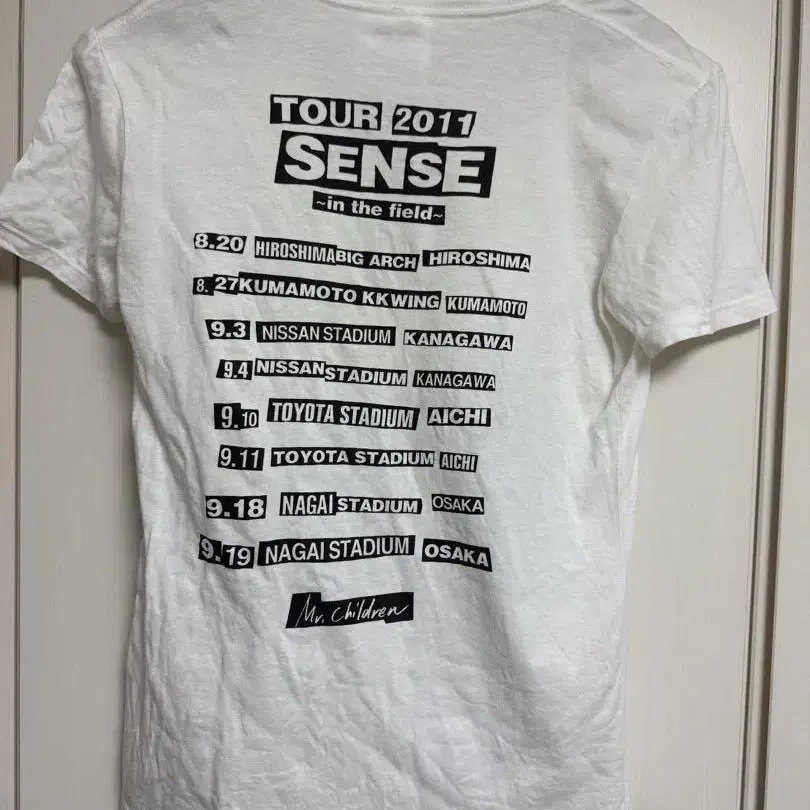 TOUR 2011
SENSE
~in the field~
8.20 HIROSHIMA BIG ARCH HIROSHIMA
8.27 KUMAMOTO KKWING KUMAMOTO
9.3 NISSAN STADIUM KANAGAWA
9.4 NISSAN STADIUM KANAGAWA
9.10 TOYOTA STADIUM AICHI
9.11 TOYOTA STADIUM AICHI
9.18 NAGAI STADIUM OSAKA
9.19 NAGAI STADIUM OSAKA
Mr. Children